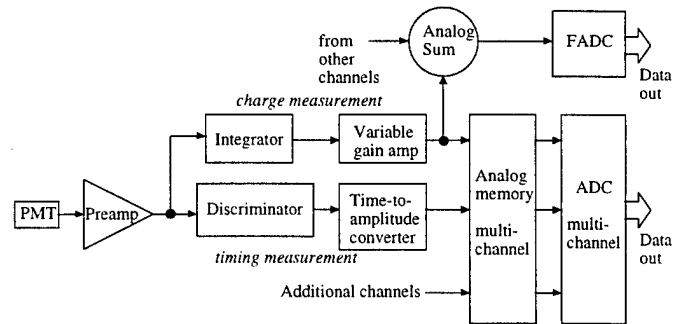 from
other
channels
Analog
Sum
FADC
Data
out
charge measurement
Integrator
Variable
gain amp
PMT
Preamp
Discriminator
Time-to-
amplitude
converter
timing measurement
Analog
memory
multi-
channel
ADC
multi-
channel
Data
out
Additional channels